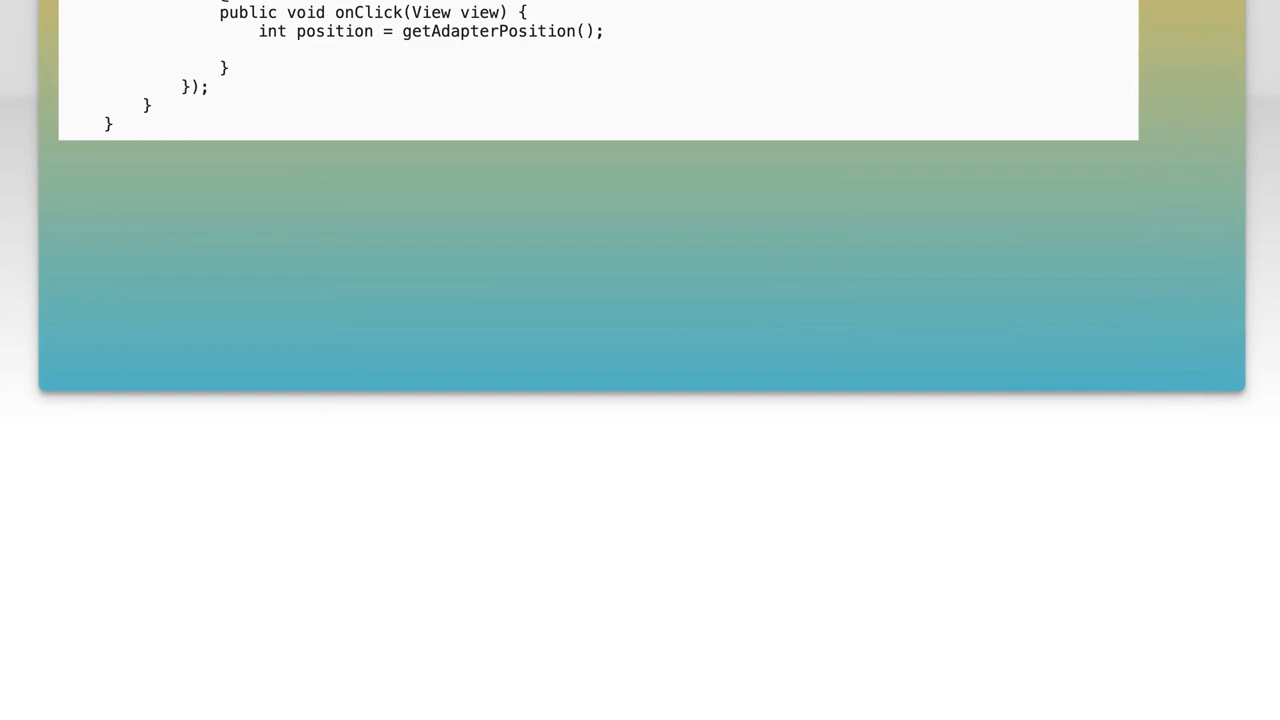 public void onClick(View view) {
int position = getAdapterPosition();
}
});
}
}